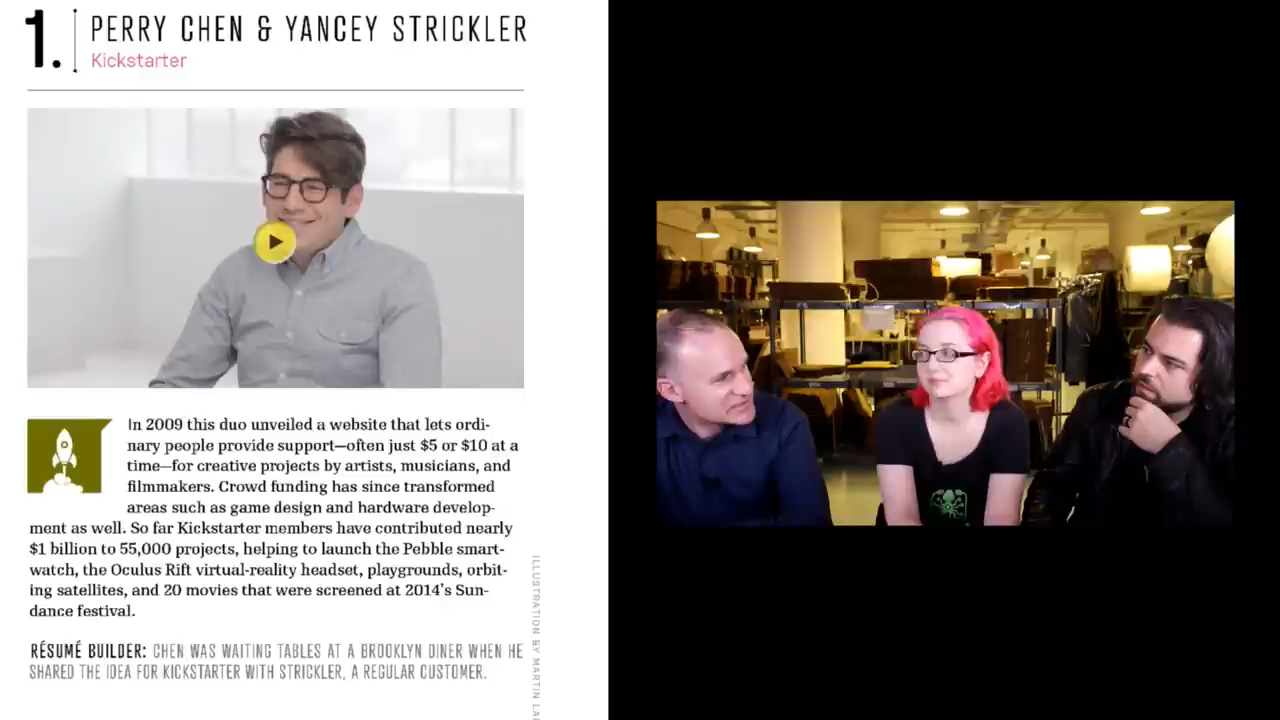 1. PERRY CHEN & YANCEY STRICKLER
Kickstarter
In 2009 this duo unveiled a website that lets ordi-
nary people provide support—often just $5 or $10 at a
time—for creative projects by artists, musicians, and
filmmakers. Crowd funding has since transformed
areas such as game design and hardware develop-
ment as well. So far Kickstarter members have contributed nearly
$1 billion to 55,000 projects, helping to launch the Pebble smart-
watch, the Oculus Rift virtual-reality headset, playgrounds, orbit-
ing satellites, and 20 movies that were screened at 2014's Sun-
dance festival.
RÉSUMÉ BUILDER: CHEN WAS WAITING TABLES AT A BROOKLYN DINER WHEN HE
SHARED THE IDEA FOR KICKSTARTER WITH STRICKLER, A REGULAR CUSTOMER.
ILLUSTRATION BY MARTIN